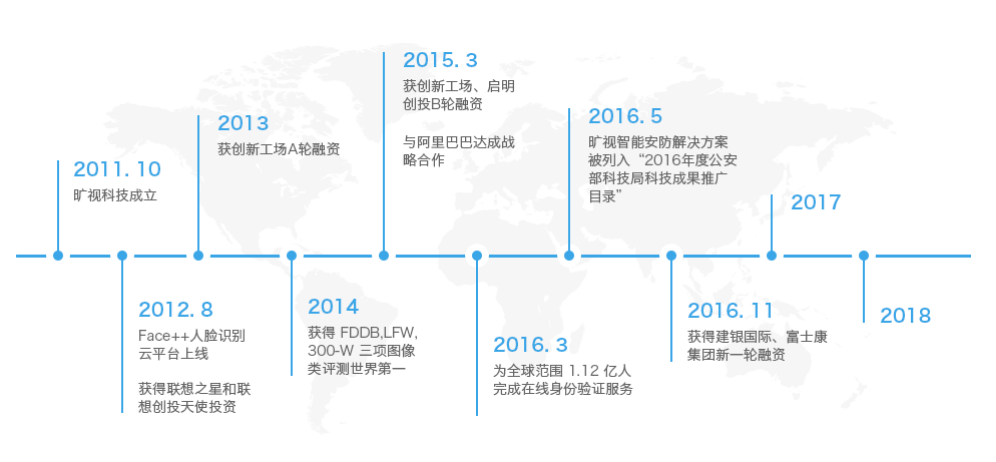 2011.10
旷视科技成立
2012.8
Face++人脸识别
云平台上线
获得联想之星和联
想创投天使投资
2013
获创新工场A轮融资
2014
获得 FDDB,LFW,
300-W 三项图像
类评测世界第一
2015.3
获创新工场、启明
创投B轮融资
与阿里巴巴达成战
略合作
2016.3
为全球范围 1.12 亿人
完成在线身份验证服务
2016.5
旷视智能安防解决方案
被列入“2016年度公安
部科技局科技成果推广
目录”
2016.11
获得建银国际、富士康
集团新一轮融资
2017
2018